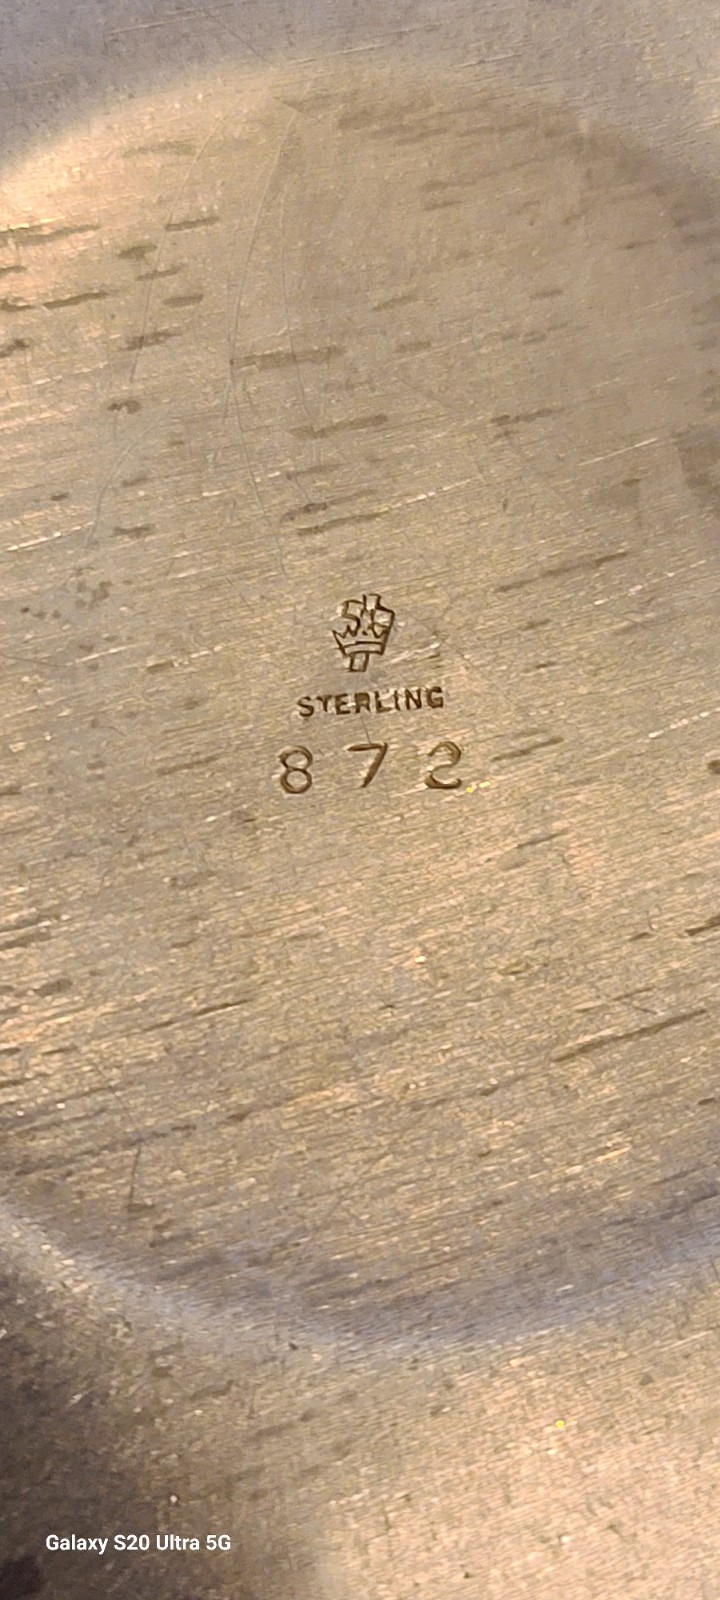 STERLING
872
Galaxy S20 Ultra 5G